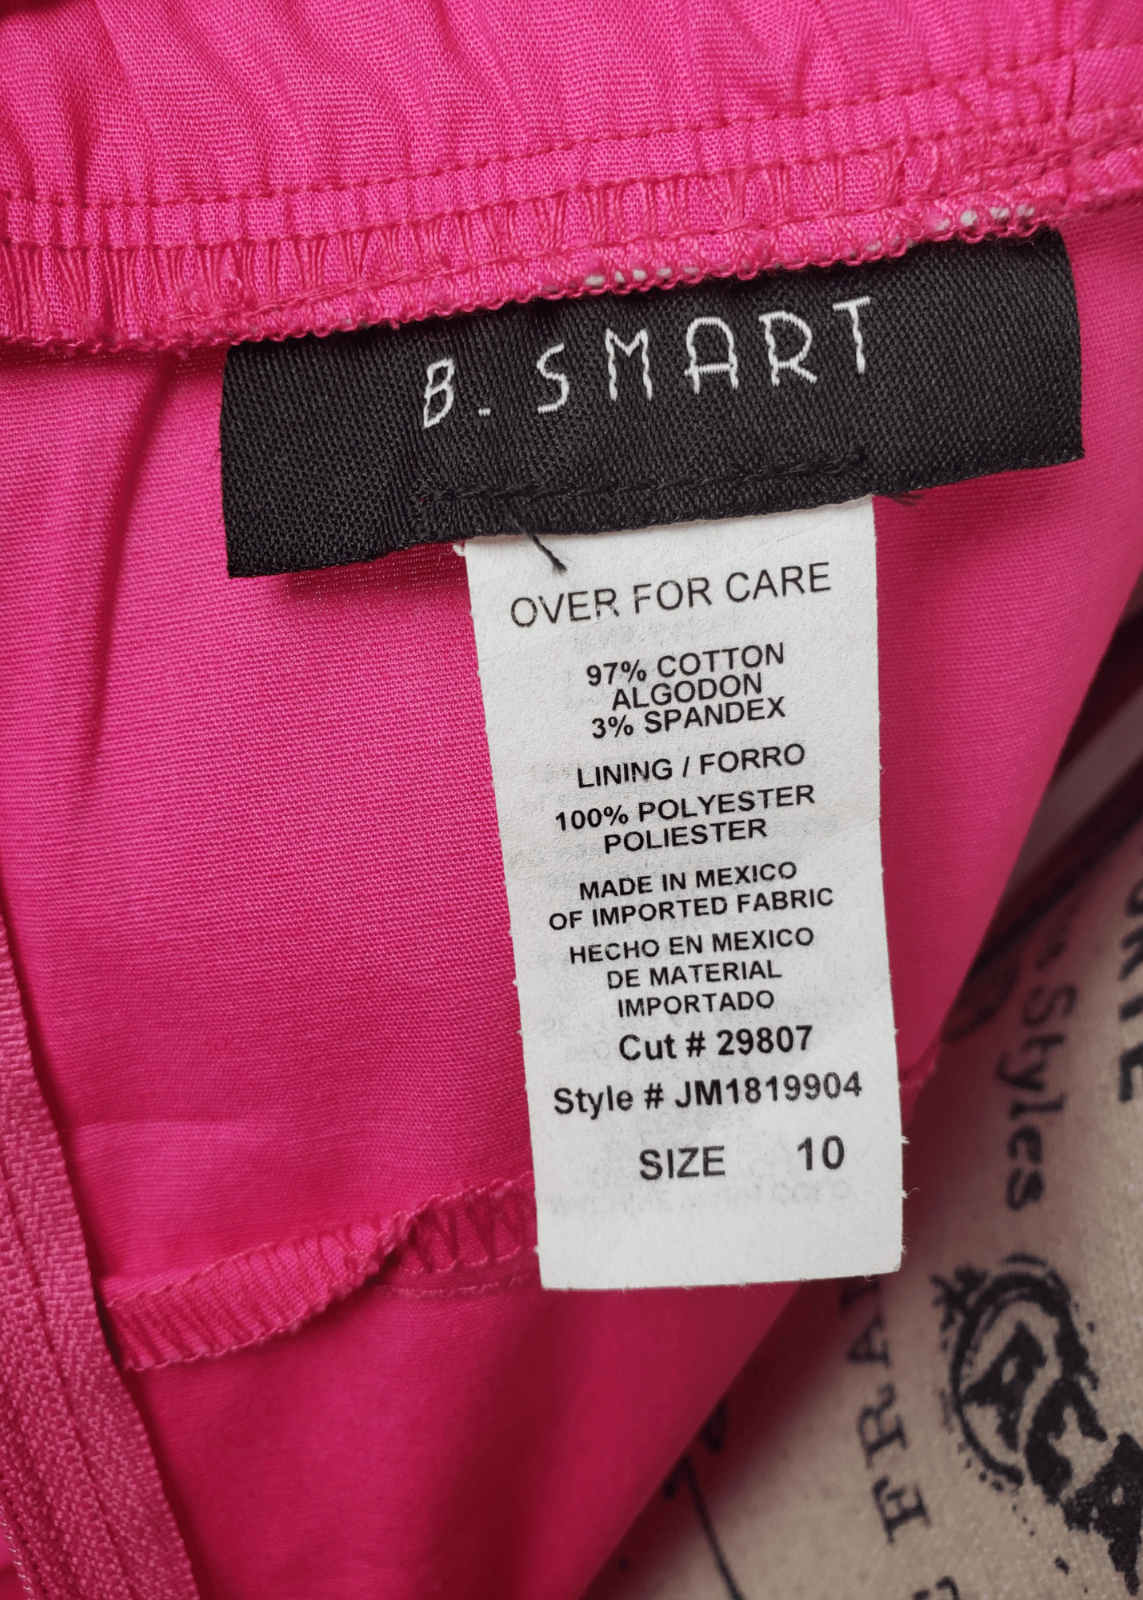 B. SMART
OVER FOR CARE
97% COTTON
ALGODON
3% SPANDEX
LINING / FORRO
100% POLYESTER
POLIESTER
MADE IN MEXICO
OF IMPORTED FABRIC
HECHO EN MEXICO
DE MATERIAL
IMPORTADO
Cut # 29807
Style # JM1819904
SIZE 10
Styles